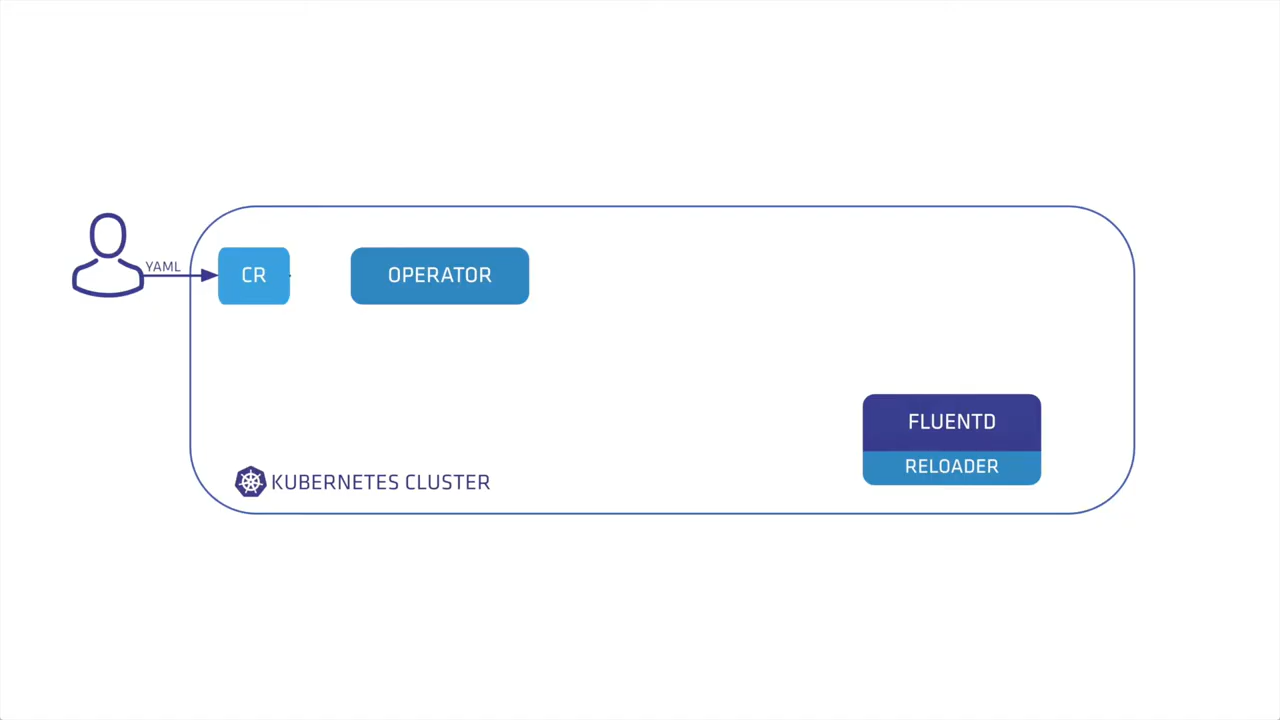 YAML
CR
OPERATOR
FLUENTD
RELOADER
KUBERNETES CLUSTER